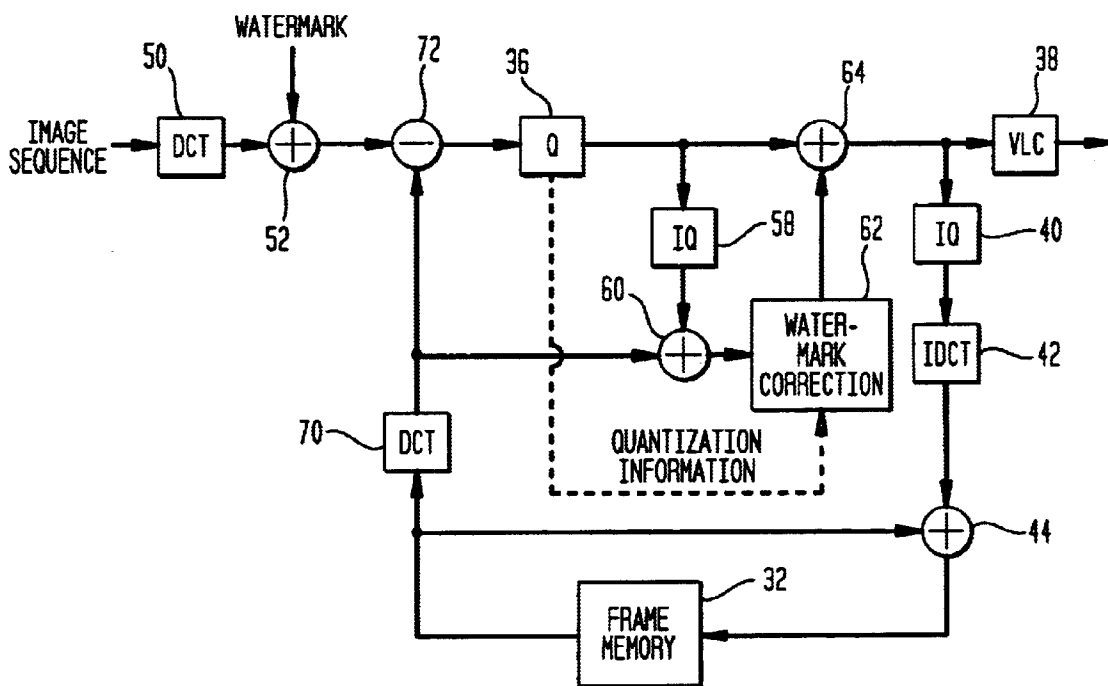 WATERMARK
50
72
36
64
38
IMAGE
SEQUENCE
DCT
Q
VLC
52
IQ
58
62
IQ
40
60
WATER-
MARK
CORRECTION
IDCT
42
70
DCT
QUANTIZATION
INFORMATION
44
32
FRAME
MEMORY